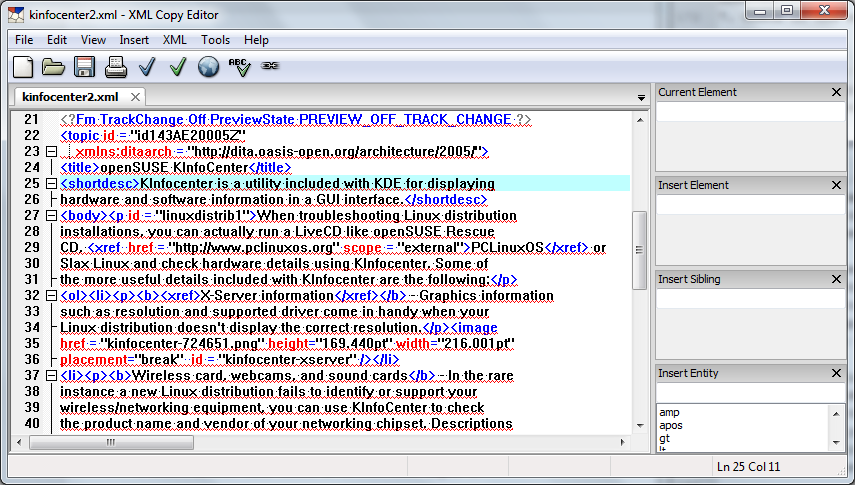 kinfocenter2.xml - XML Copy Editor
File Edit View Insert XML Tools Help
ABC
kinfocenter2.xml
21 <?Fm TrackChange Off PreviewState PREVIEW_OFF_TRACK_CHANGE ?>
22 <topic id = "id143AE20005Z"
23 xmlns:ditaarch = "http://dita.oasis-open.org/architecture/2005/">
24 <title>openSUSE KInfoCenter</title>
25 <shortdesc>KInfocenter is a utility included with KDE for displaying
26 hardware and software information in a GUI interface.</shortdesc>
27 <body><p id = "linuxdistrib1">When troubleshooting Linux distribution
28 installations, you can actually run a LiveCD like openSUSE Rescue
29 CD, <xref href = "http://www.pclinuxos.org" scope = "external">PCLinuxOS</xref> or
30 Slax Linux and check hardware details using KInfocenter. Some of
31 the more useful details included with KInfocenter are the following:</p>
32 <ol><li><p><b><xref>X-Server information</xref></b> - Graphics information
33 such as resolution and supported driver come in handy when your
34 Linux distribution doesn't display the correct resolution.</p><image
35 href = "kinfocenter-724651.png" height="169.440pt" width="216.001pt"
36 placement="break" id = "kinfocenter-xserver" /></li>
37 <li><p><b>Wireless card, webcams, and sound cards</b> - In the rare
38 instance a new Linux distribution fails to identify or support your
39 wireless/networking equipment, you can use KInfoCenter to check
40 the product name and vendor of your networking chipset. Descriptions
Current Element
Insert Element
Insert Sibling
Insert Entity
amp
apos
gt
lt
Ln 25 Col 11